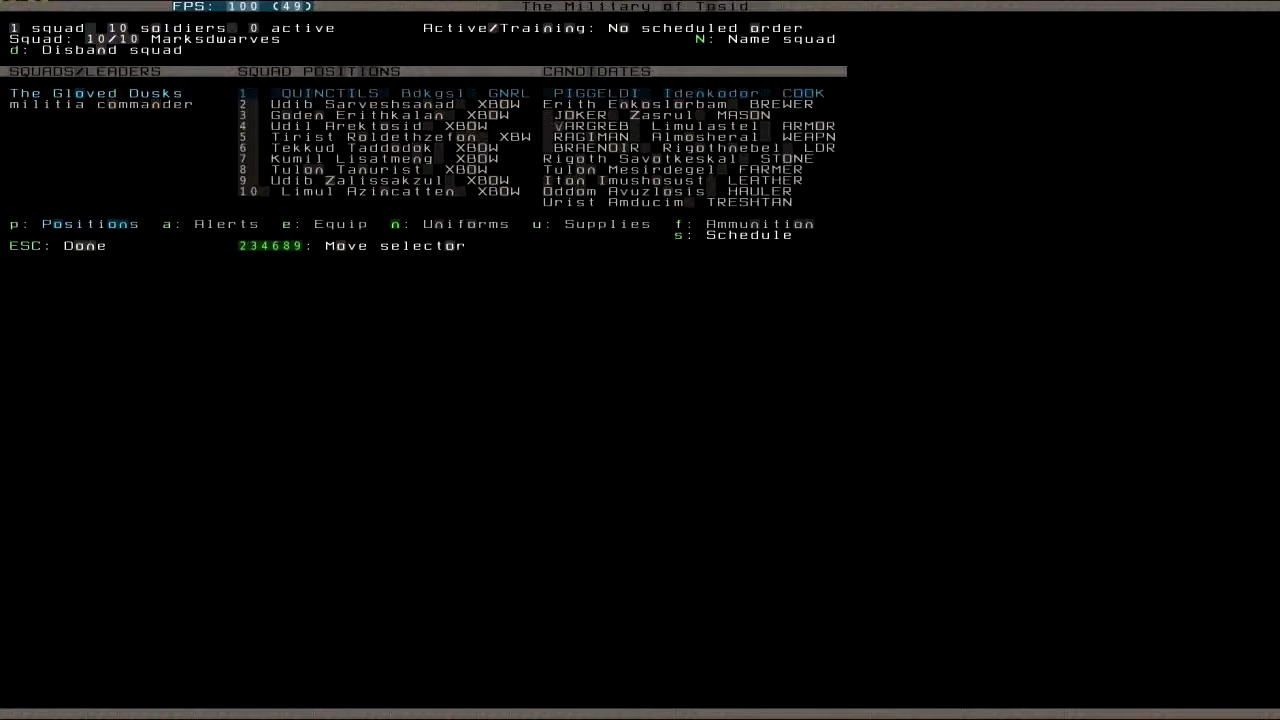 FPS: 100 (49) The Military of Tpsid
1 squad 10 soldiers 0 active Active/Training: No scheduled order
Squad: 10/10 Marksdwarves N: Name squad
d: Disband squad
SQUADS/LEADERS SQUAD POSITIONS CANDIDATES
The Gloved Dusks 1 QUINCTILS Bdkgsl GNRL PIGGELDI Idenkodor COOK
militia commander 2 Udib Sarveshsanad XBOW Erith Enkoslorbam BREWER
3 Goden Erithkalan XBOW JOKER Zasrul MASON
4 Udil Arektosid XBOW VARGREB Limulastel ARMOR
5 Tirist Roldethzefon XBW RAGIMAN Almosheral WEAPN
6 Tekkud Taddodok XBOW BRAENOIR Rigothnebel LDR
7 Kumil Lisatmeng XBOW Rigoth Savotkeskal STONE
8 Tulon Tanurist XBOW Tulon Mesirdegel FARMER
9 Udib Zalissakzul XBOW Iton Imushosust LEATHER
10 Limul Azincatten XBOW Oddom Avuzlosis HAULER
Urist Amducim TRESHTAN
p: Positions a: Alerts e: Equip n: Uniforms u: Supplies f: Ammunition
s: Schedule
ESC: Done 234689: Move selector